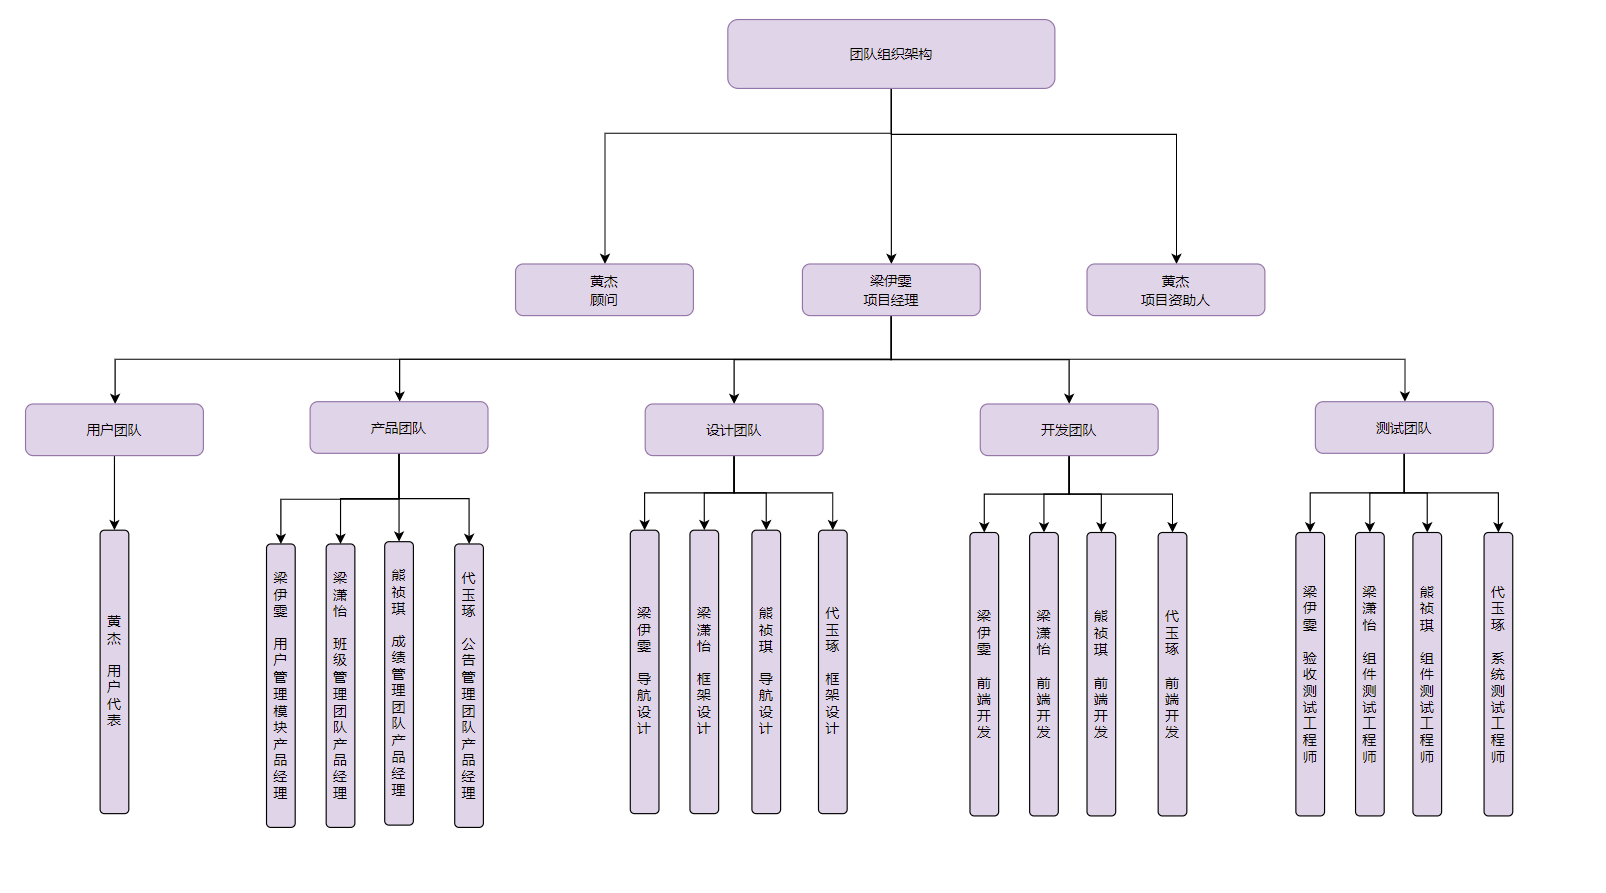 团队组织架构
黄杰
顾问
梁伊雯
项目经理
黄杰
项目资助人
用户团队
产品团队
设计团队
开发团队
测试团队
黄杰 用户代表
梁伊雯 用户管理模块产品经理
梁潇怡 班级管理团队产品经理
熊祯琪 成绩管理团队产品经理
代玉琢 公告管理团队产品经理
梁伊雯 导航设计
梁潇怡 框架设计
熊祯琪 导航设计
代玉琢 框架设计
梁伊雯 前端开发
梁潇怡 前端开发
熊祯琪 前端开发
代玉琢 前端开发
梁伊雯 验收测试工程师
梁潇怡 组件测试工程师
熊祯琪 组件测试工程师
代玉琢 系统测试工程师